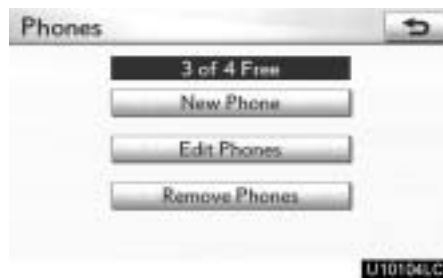 Phones
3 of 4 Free
New Phone
Edit Phones
Remove Phones
U10104LC